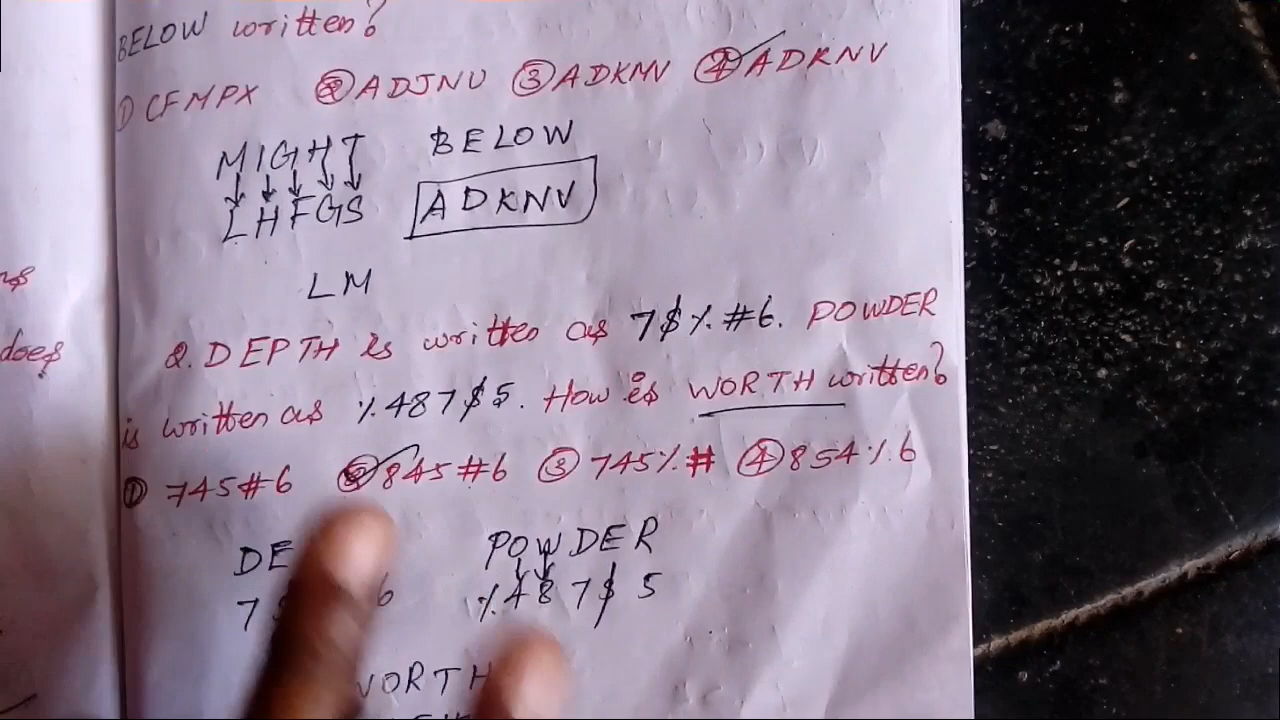 BELOW written?
① CFMPX ② ADJNU ③ ADKMV ④ ADKNV
MIGHT BELOW
LHFGS ADKNV
LM
Q. DEPTH is written as 7$%#6. POWDER
does
is written as %487$5. How is WORTH written?
① 745#6 ② 845#6 ③ 745%# ④ 854%6
DE POWDER
7 6 %487$5
WORTH